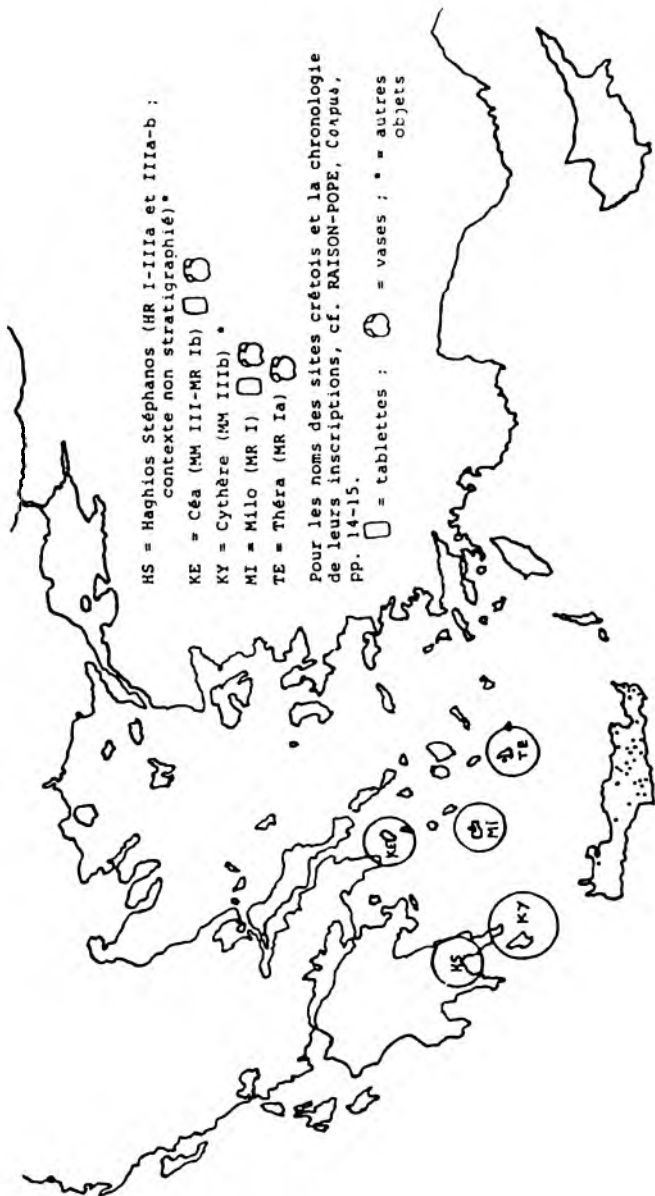 HS = Haghios Stéphanos (HR I-IIIa et IIIa-b ;
contexte non stratigraphié)*
KE = Céa (MM III-MR Ib)
KY = Cythère (MM IIIb) *
MI = Milo (MR I)
TE = Théra (MR Ia)
Pour les noms des sites crétois et la chronologie
de leurs inscriptions, cf. RAISON-POPE, Corpus,
pp. 14-15.
= tablettes ; = vases ; * = autres
objets
KE
TE
MI
KY
KS